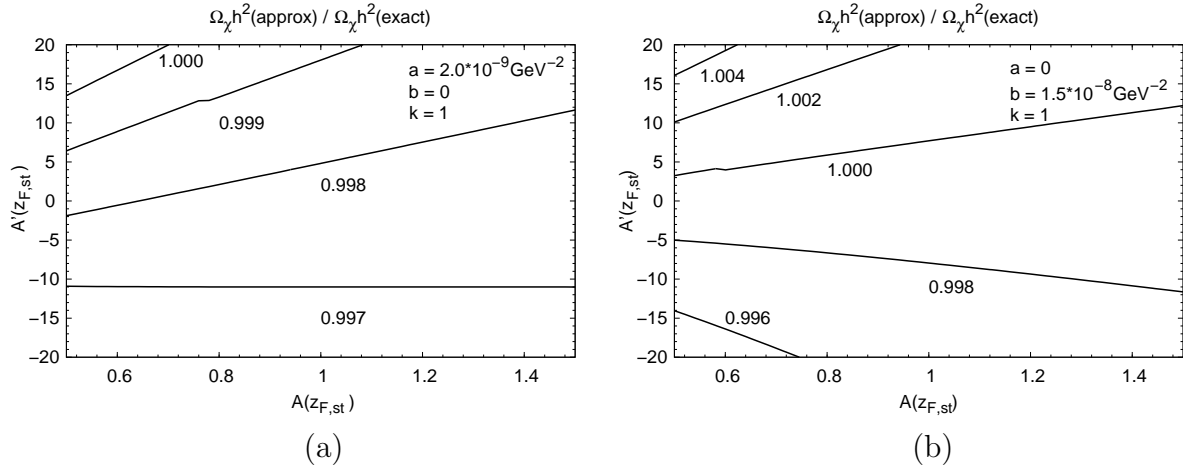 Ωχh²(approx) / Ωχh²(exact)
20
15
10
5
0
−5
−10
−15
−20
A'(z_F,st)
1.000
0.999
0.998
0.997
a = 2.0*10⁻⁹GeV⁻²
b = 0
k = 1
0.6 0.8 1 1.2 1.4
A(z_F,st)
(a)
Ωχh²(approx) / Ωχh²(exact)
20
15
10
5
0
−5
−10
−15
−20
A'(z_F,st)
1.004
1.002
1.000
0.998
0.996
a = 0
b = 1.5*10⁻⁸GeV⁻²
k = 1
0.6 0.8 1 1.2 1.4
A(z_F,st)
(b)